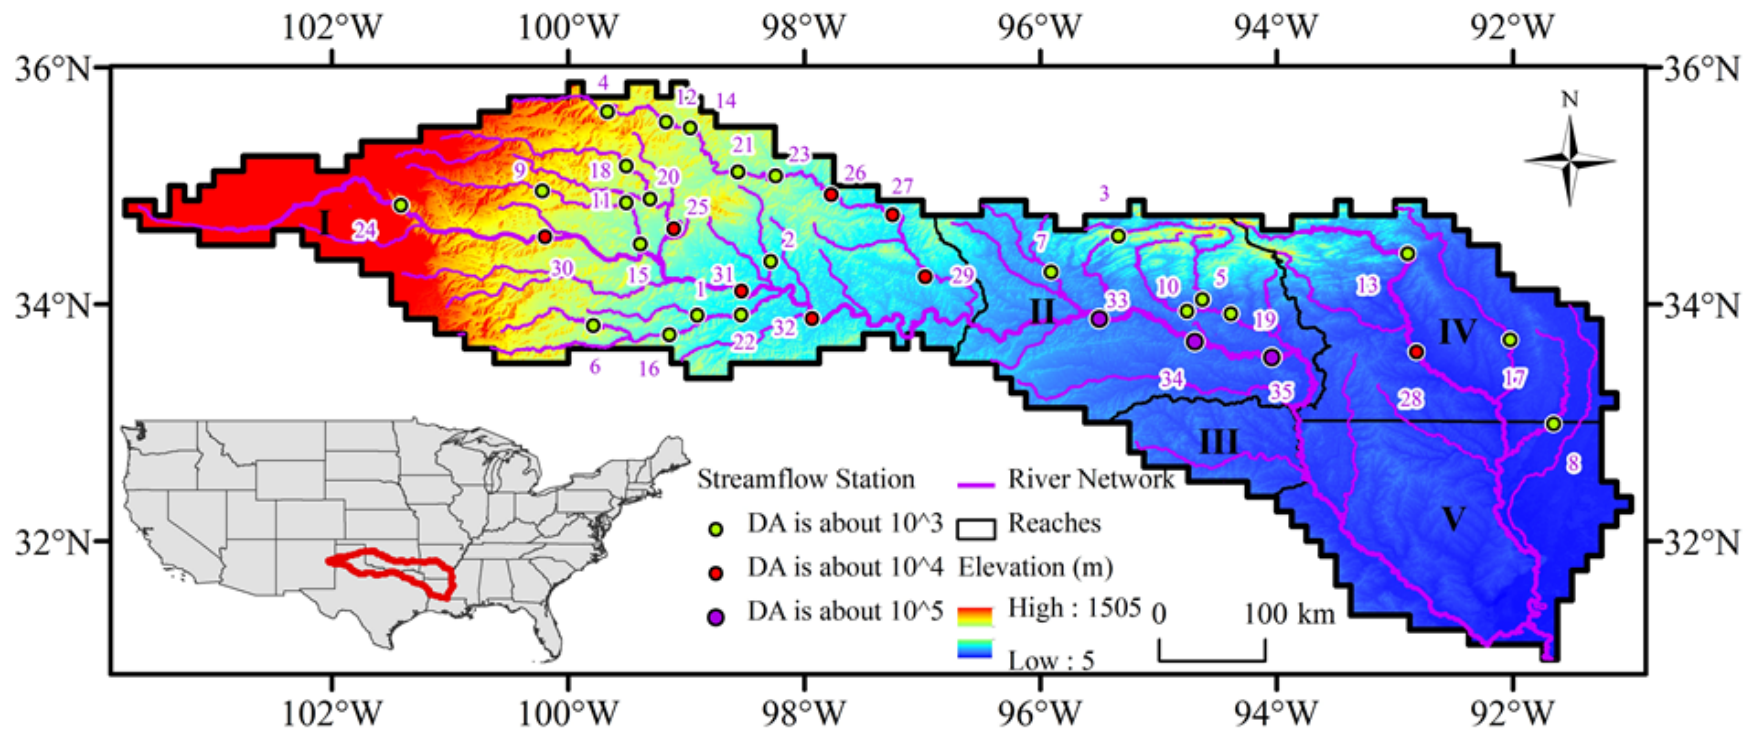 102°W 100°W 98°W 96°W 94°W 92°W
36°N 36°N
N
4 12 14
21 23
9 18 20 26 27 3
11 25
I 24 2 7
30 15 31 29 10 5 13
34°N 1 II 33 19 IV 34°N
22 32
6 16 34 35 28 17
III 8
V
Streamflow Station River Network
DA is about 10^3 Reaches
32°N 32°N
DA is about 10^4 Elevation (m)
DA is about 10^5 High : 1505 0 100 km
Low : 5
102°W 100°W 98°W 96°W 94°W 92°W